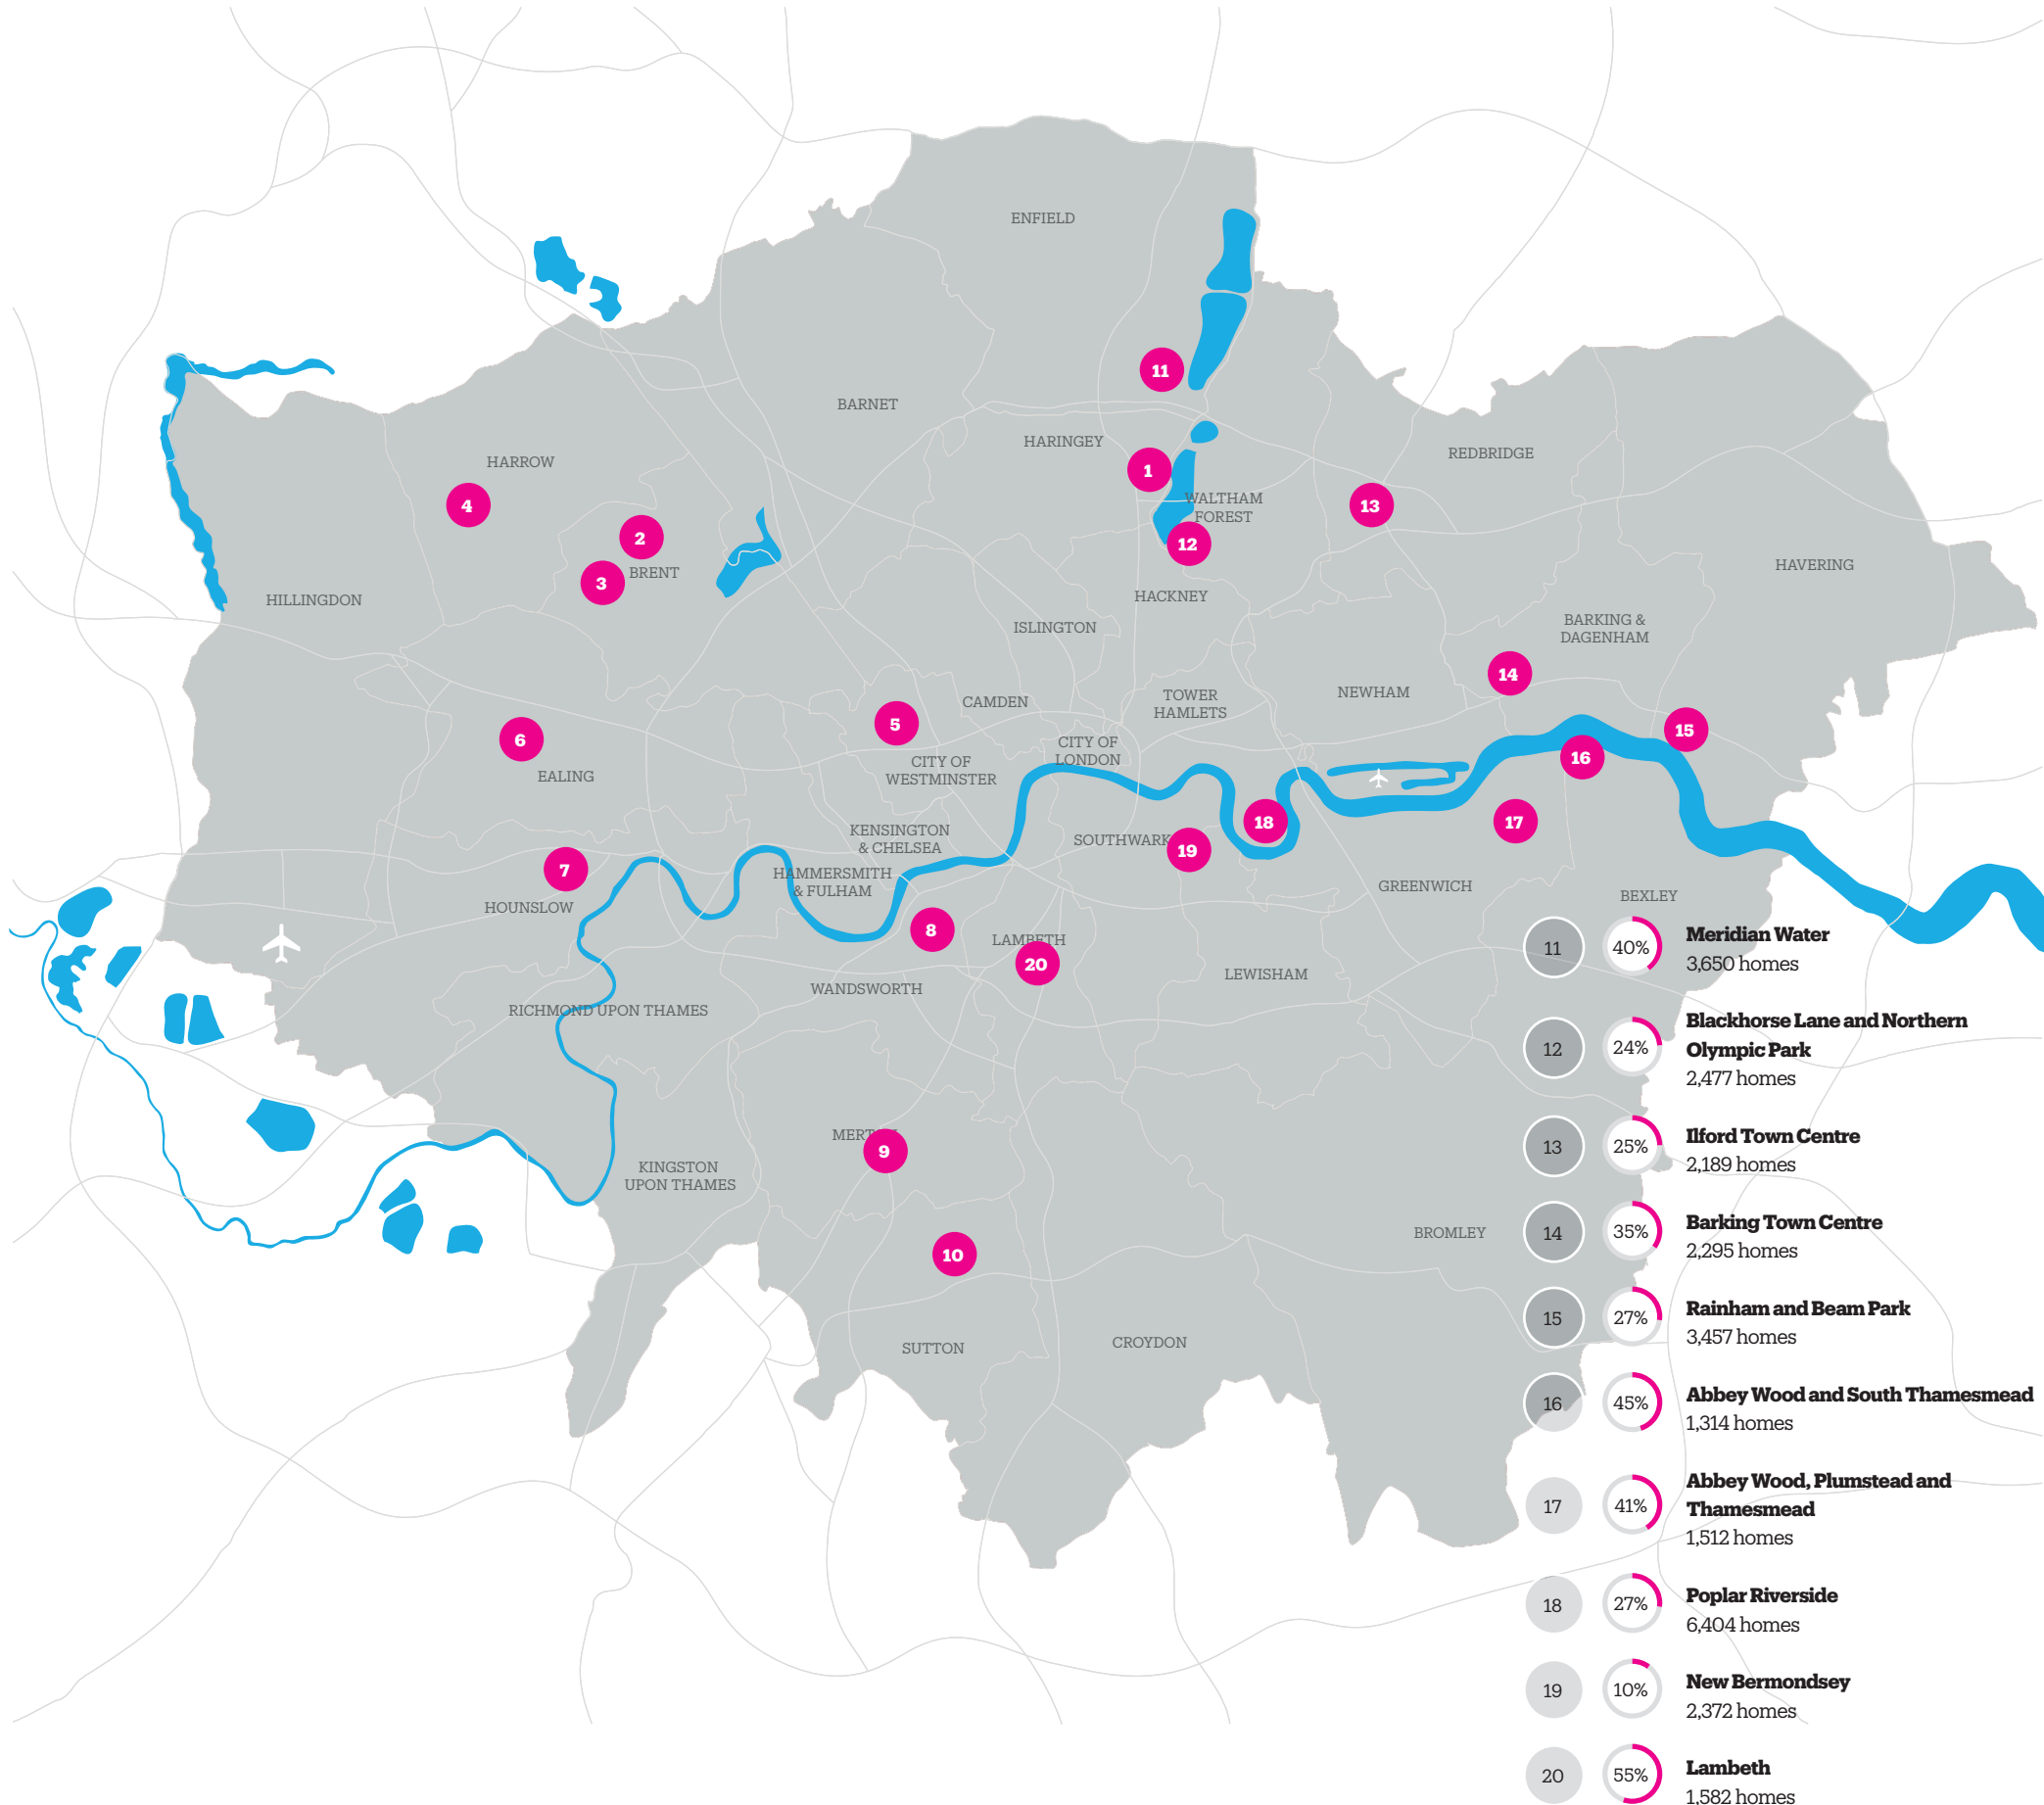 ENFIELD
11
BARNET
HARINGEY
HARROW
REDBRIDGE
1
4
WALTHAM
FOREST
13
2
12
BRENT
3
HAVERING
HILLINGDON
HACKNEY
ISLINGTON
BARKING &
DAGENHAM
14
NEWHAM
TOWER
HAMLETS
CAMDEN
5
15
6
CITY OF
LONDON
16
CITY OF
WESTMINSTER
EALING
18
17
KENSINGTON
& CHELSEA
SOUTHWARK
19
7
HAMMERSMITH
& FULHAM
GREENWICH
BEXLEY
HOUNSLOW
8
LAMBETH
20
LEWISHAM
WANDSWORTH
RICHMOND UPON THAMES
9
KINGSTON
UPON THAMES
BROMLEY
10
CROYDON
SUTTON
11 40% Meridian Water
3,650 homes
12 24% Blackhorse Lane and Northern
Olympic Park
2,477 homes
13 25% Ilford Town Centre
2,189 homes
14 35% Barking Town Centre
2,295 homes
15 27% Rainham and Beam Park
3,457 homes
16 45% Abbey Wood and South Thamesmead
1,314 homes
17 41% Abbey Wood, Plumstead and
Thamesmead
1,512 homes
18 27% Poplar Riverside
6,404 homes
19 10% New Bermondsey
2,372 homes
20 55% Lambeth
1,582 homes